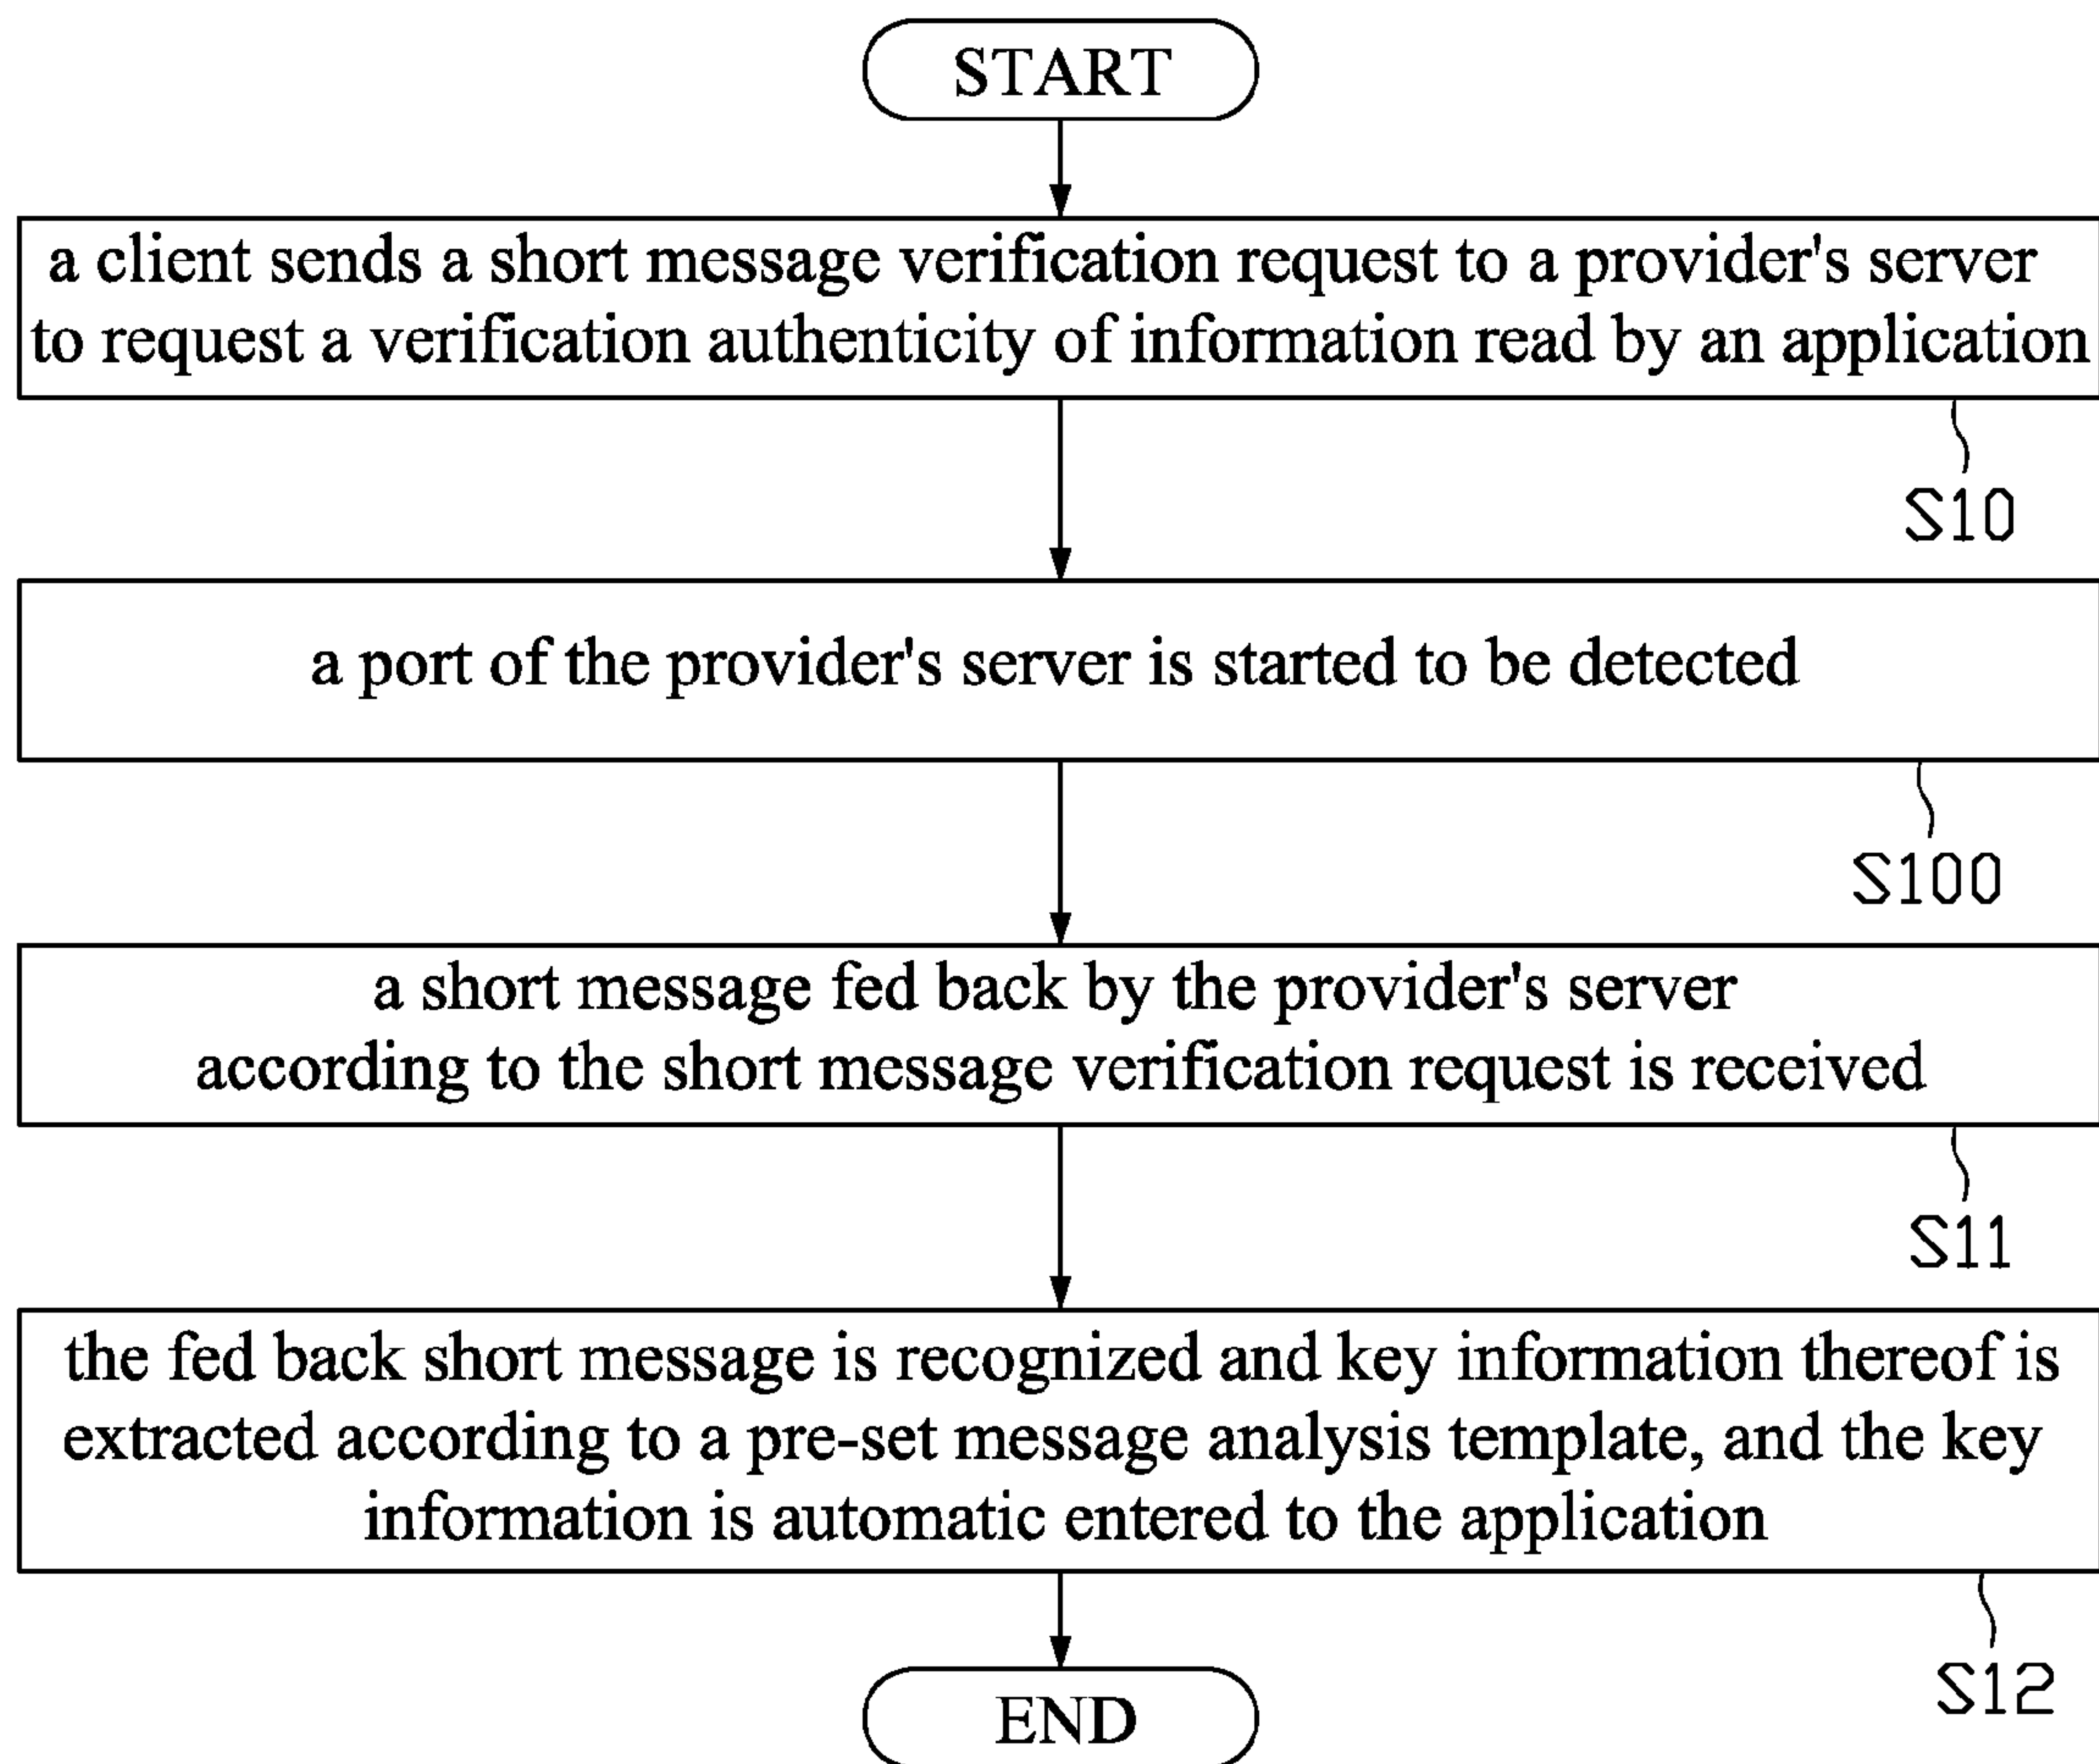 START
a client sends a short message verification request to a provider's server
to request a verification authenticity of information read by an application
S10
a port of the provider's server is started to be detected
S100
a short message fed back by the provider's server
according to the short message verification request is received
S11
the fed back short message is recognized and key information thereof is
extracted according to a pre-set message analysis template, and the key
information is automatic entered to the application
S12
END